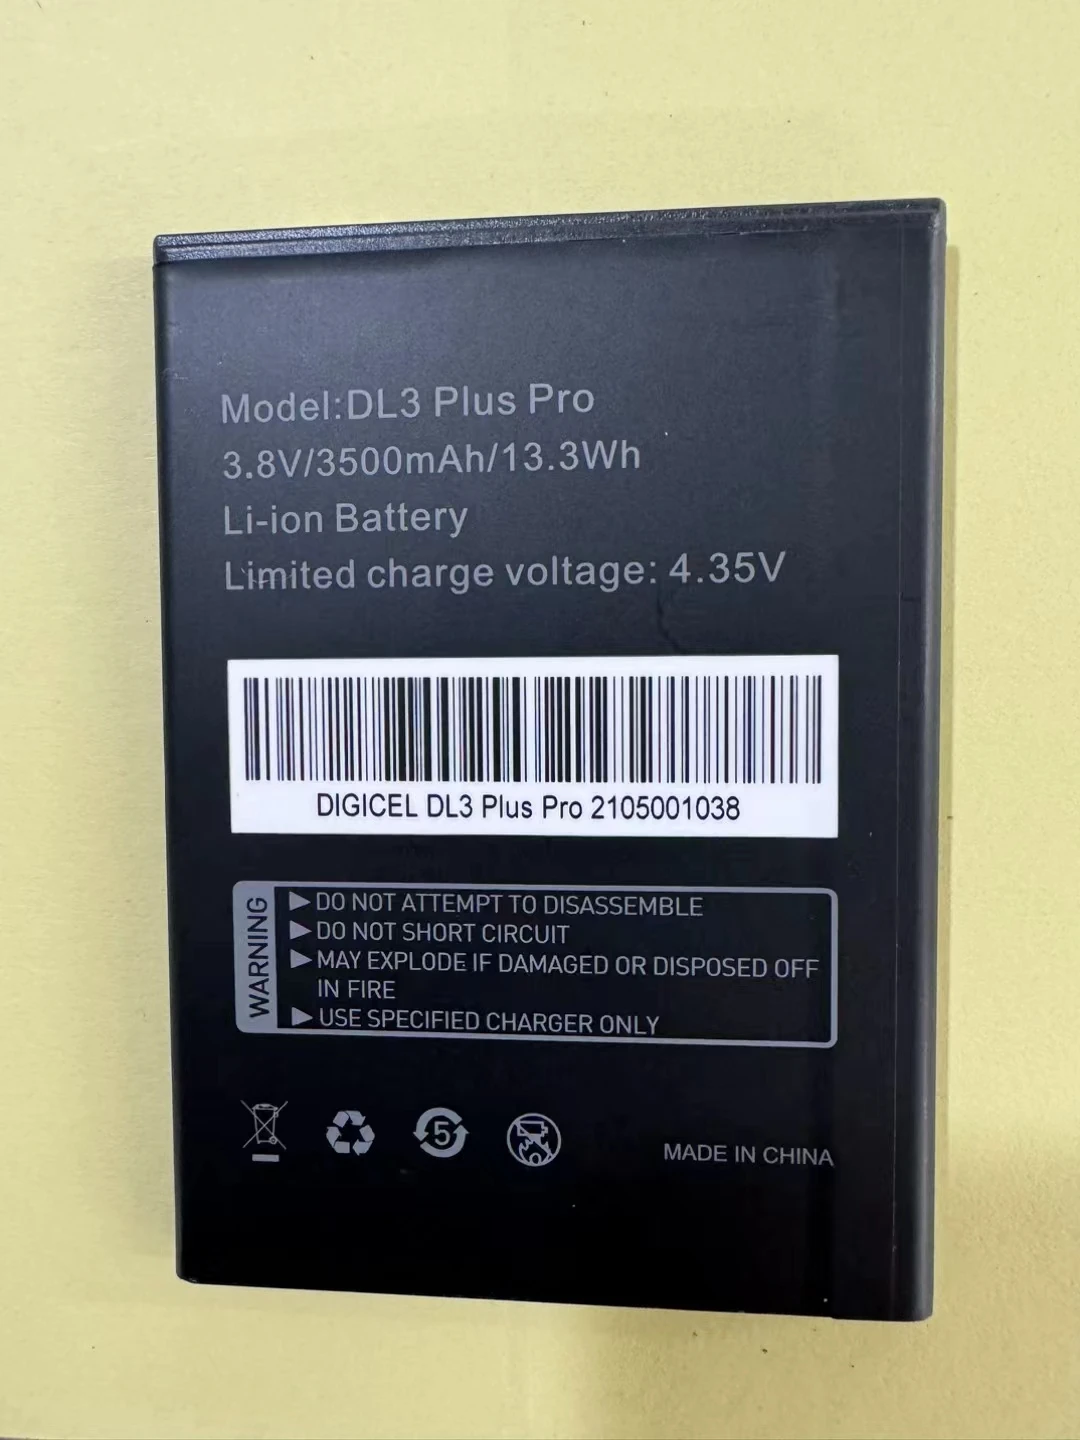 Model:DL3 Plus Pro
3.8V/3500mAh/13.3Wh
Li-ion Battery
Limited charge voltage: 4.35V
DIGICEL DL3 Plus Pro 2105001038
WARNING
DO NOT ATTEMPT TO DISASSEMBLE
DO NOT SHORT CIRCUIT
MAY EXPLODE IF DAMAGED OR DISPOSED OFF
IN FIRE
USE SPECIFIED CHARGER ONLY
5
MADE IN CHINA